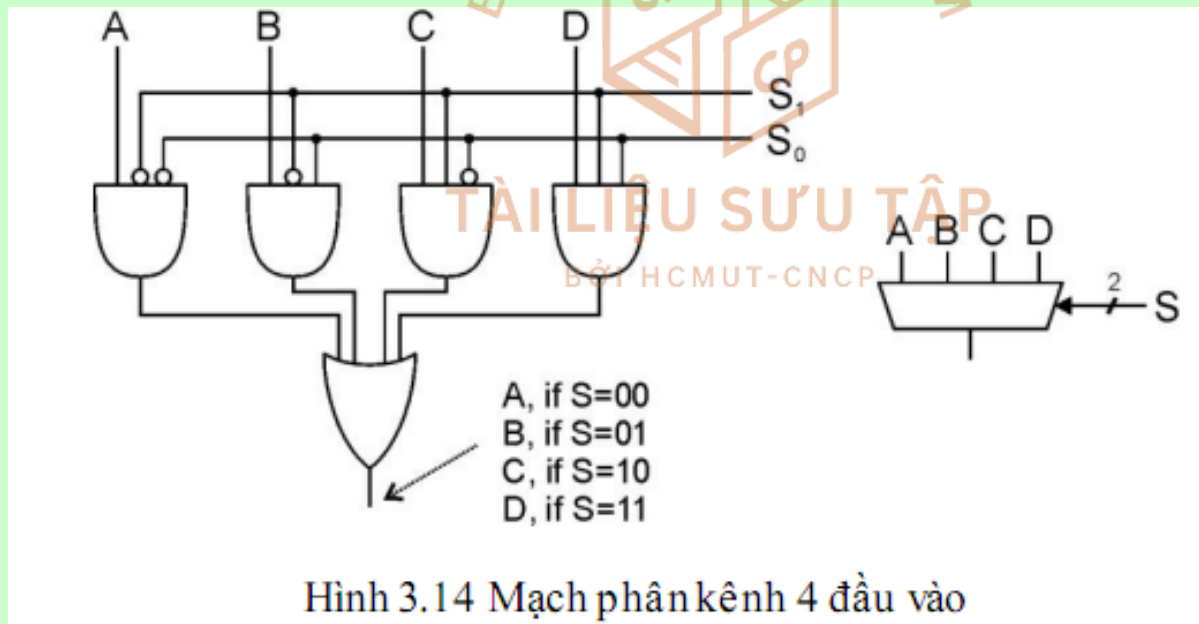 A B C D
S₁
S₀
TÀI LIỆU SƯU TẬP
BỞI HCMUT-CNCP
CP
A B C D
2
S
A, if S=00
B, if S=01
C, if S=10
D, if S=11
Hình 3.14 Mạch phân kênh 4 đầu vào